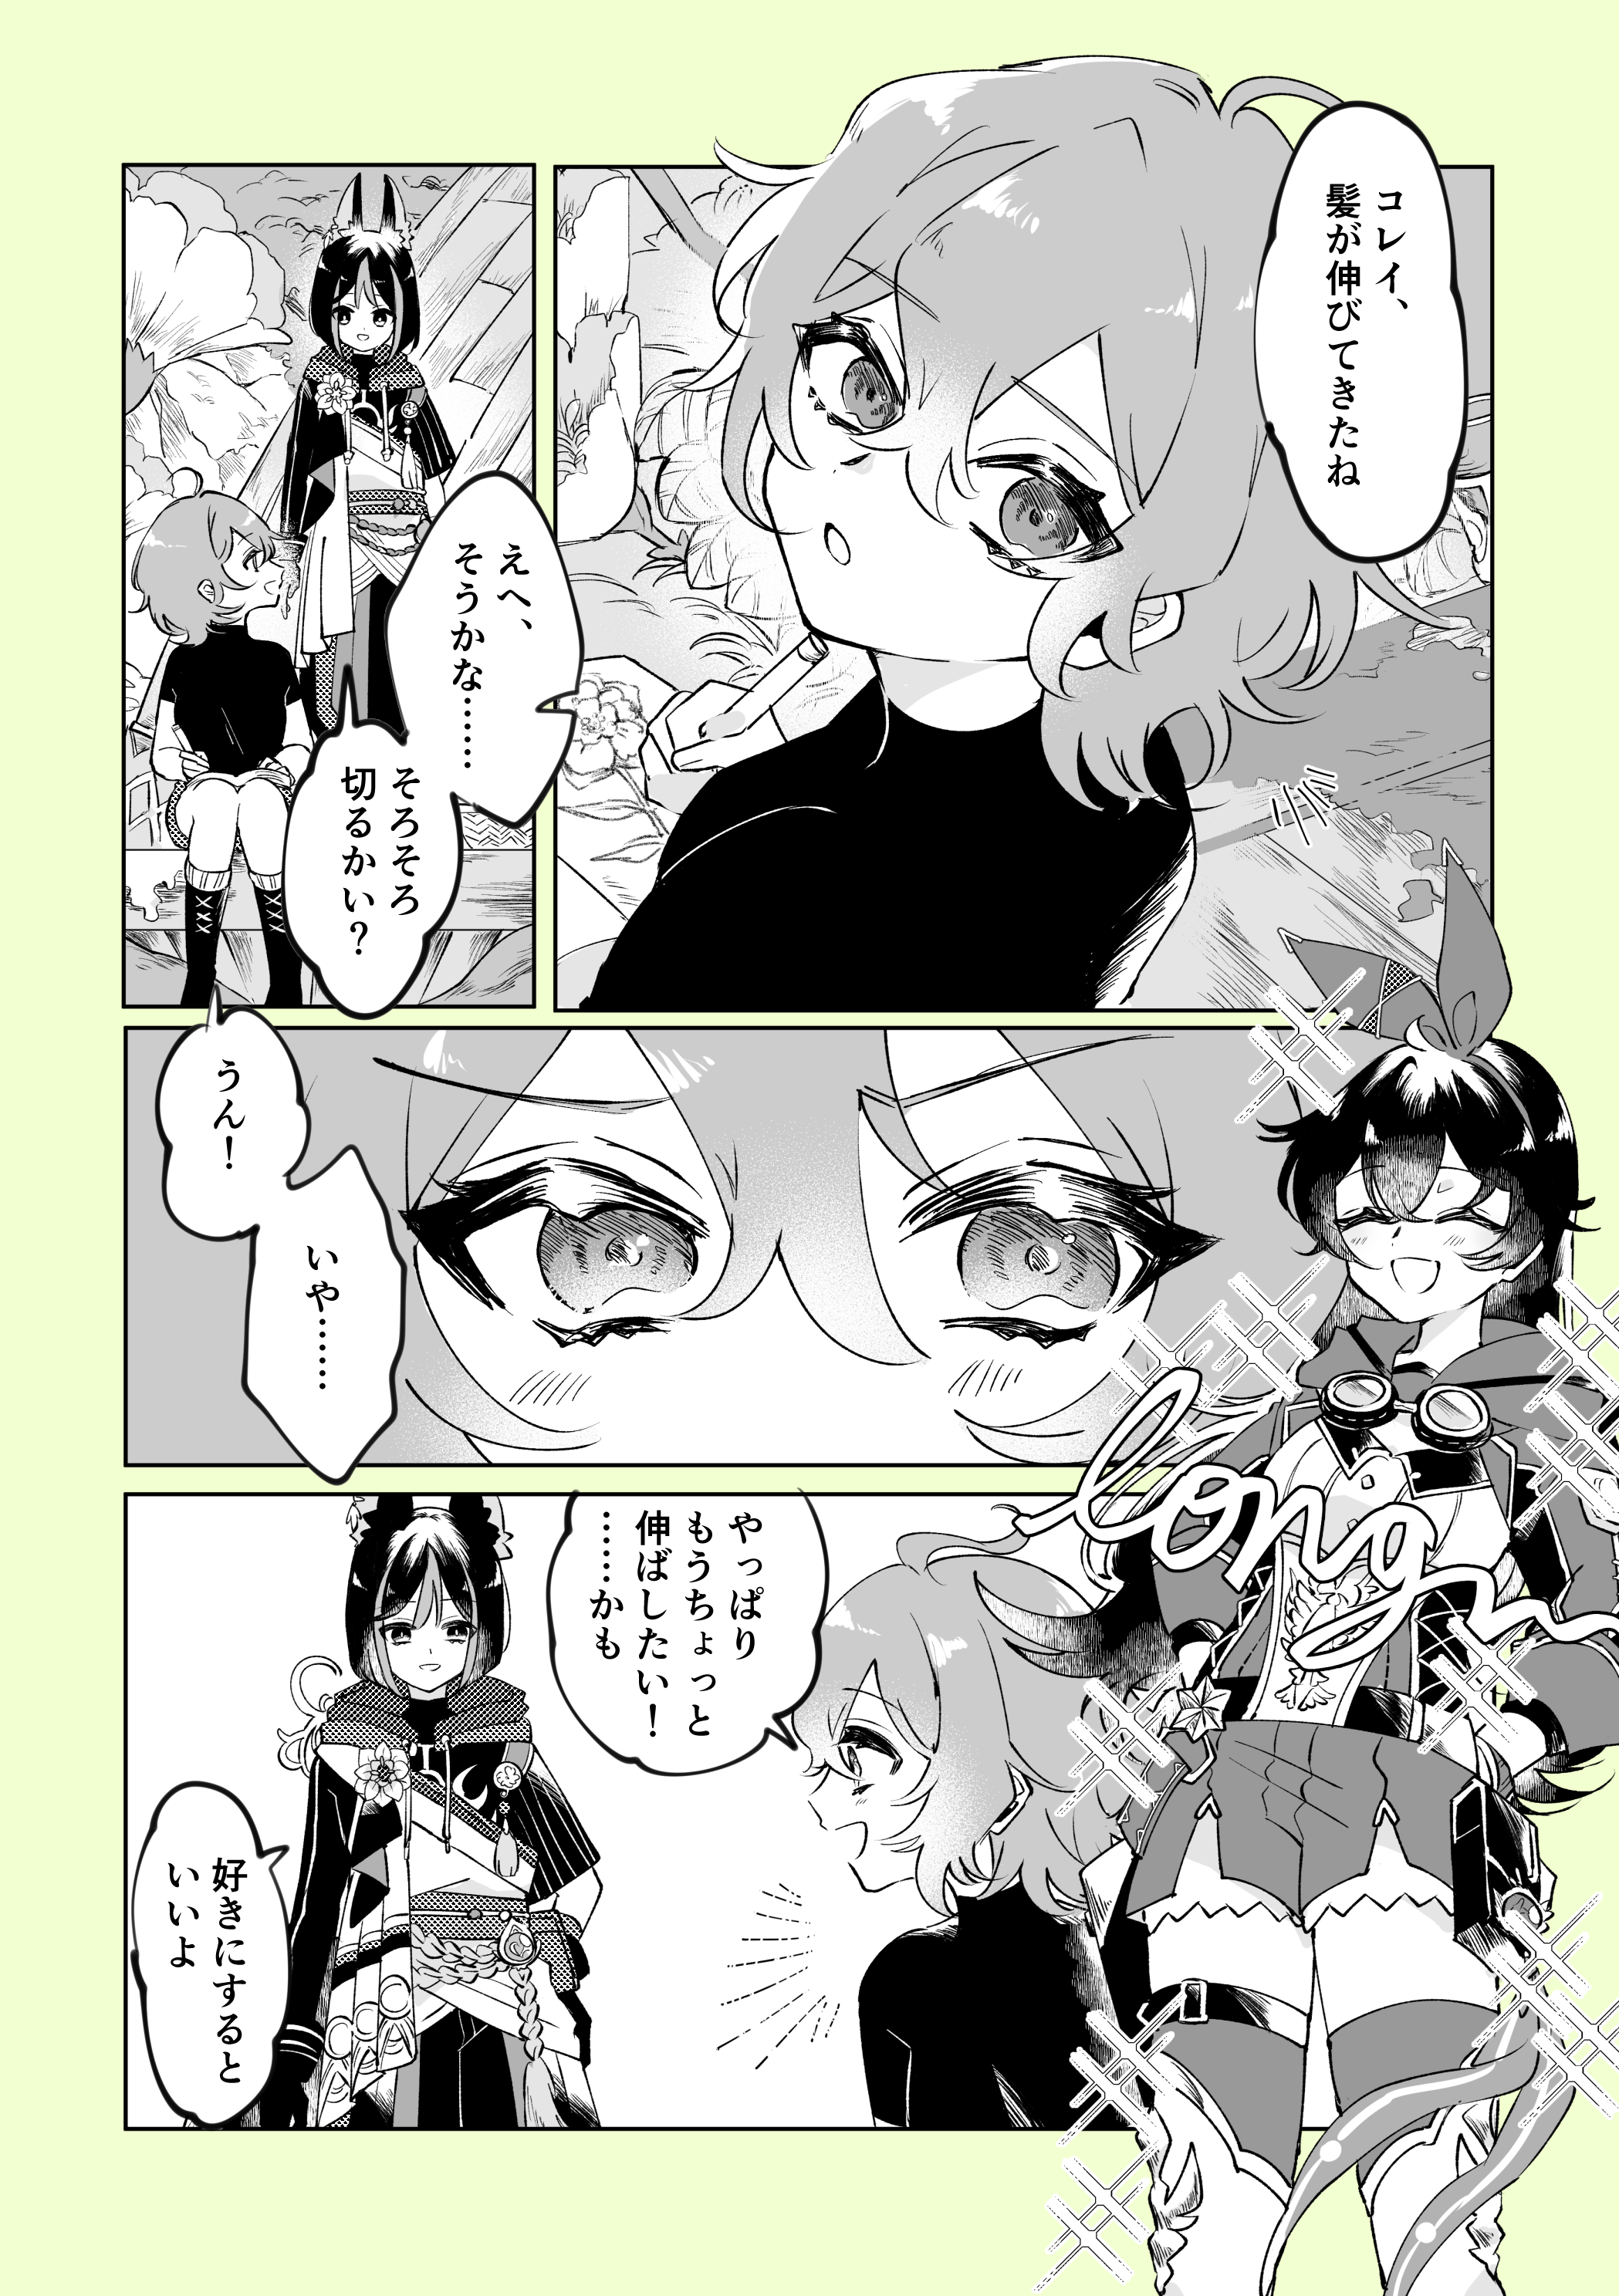 コレイ、
髪が伸びてきたね
えへ、
そうかな……
そろそろ
切るかい？
うん！
いや……
long
やっぱり
もうちょっと
伸ばしたい！
……かも
好きにすると
いいよ